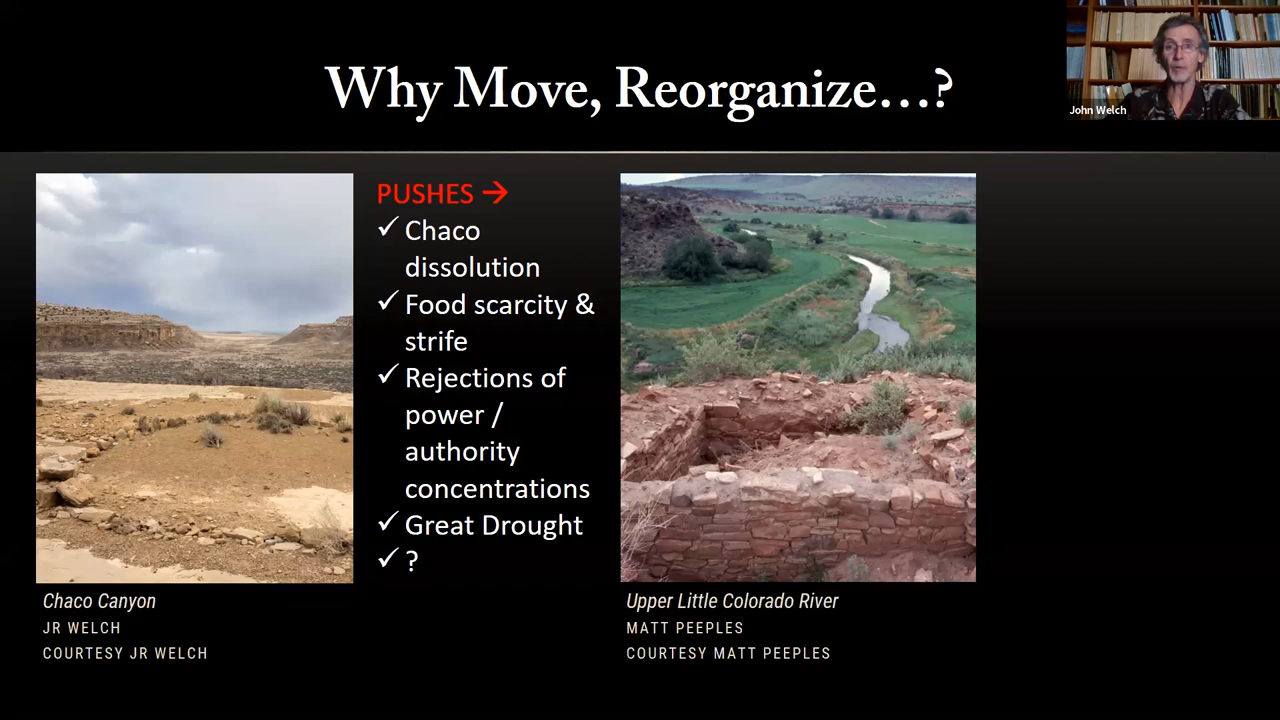 Why Move, Reorganize…?
John Welch
PUSHES →
✓ Chaco
dissolution
✓ Food scarcity &
strife
✓ Rejections of
power /
authority
concentrations
✓ Great Drought
✓ ?
Chaco Canyon
JR WELCH
COURTESY JR WELCH
Upper Little Colorado River
MATT PEEPLES
COURTESY MATT PEEPLES